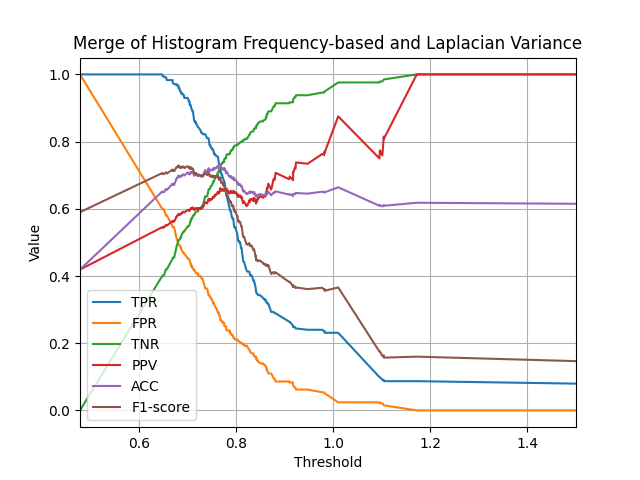 Merge of Histogram Frequency-based and Laplacian Variance
1.0
0.8
0.6
0.4
0.2
0.0
Value
TPR
FPR
TNR
PPV
ACC
F1-score
0.6 0.8 1.0 1.2 1.4
Threshold